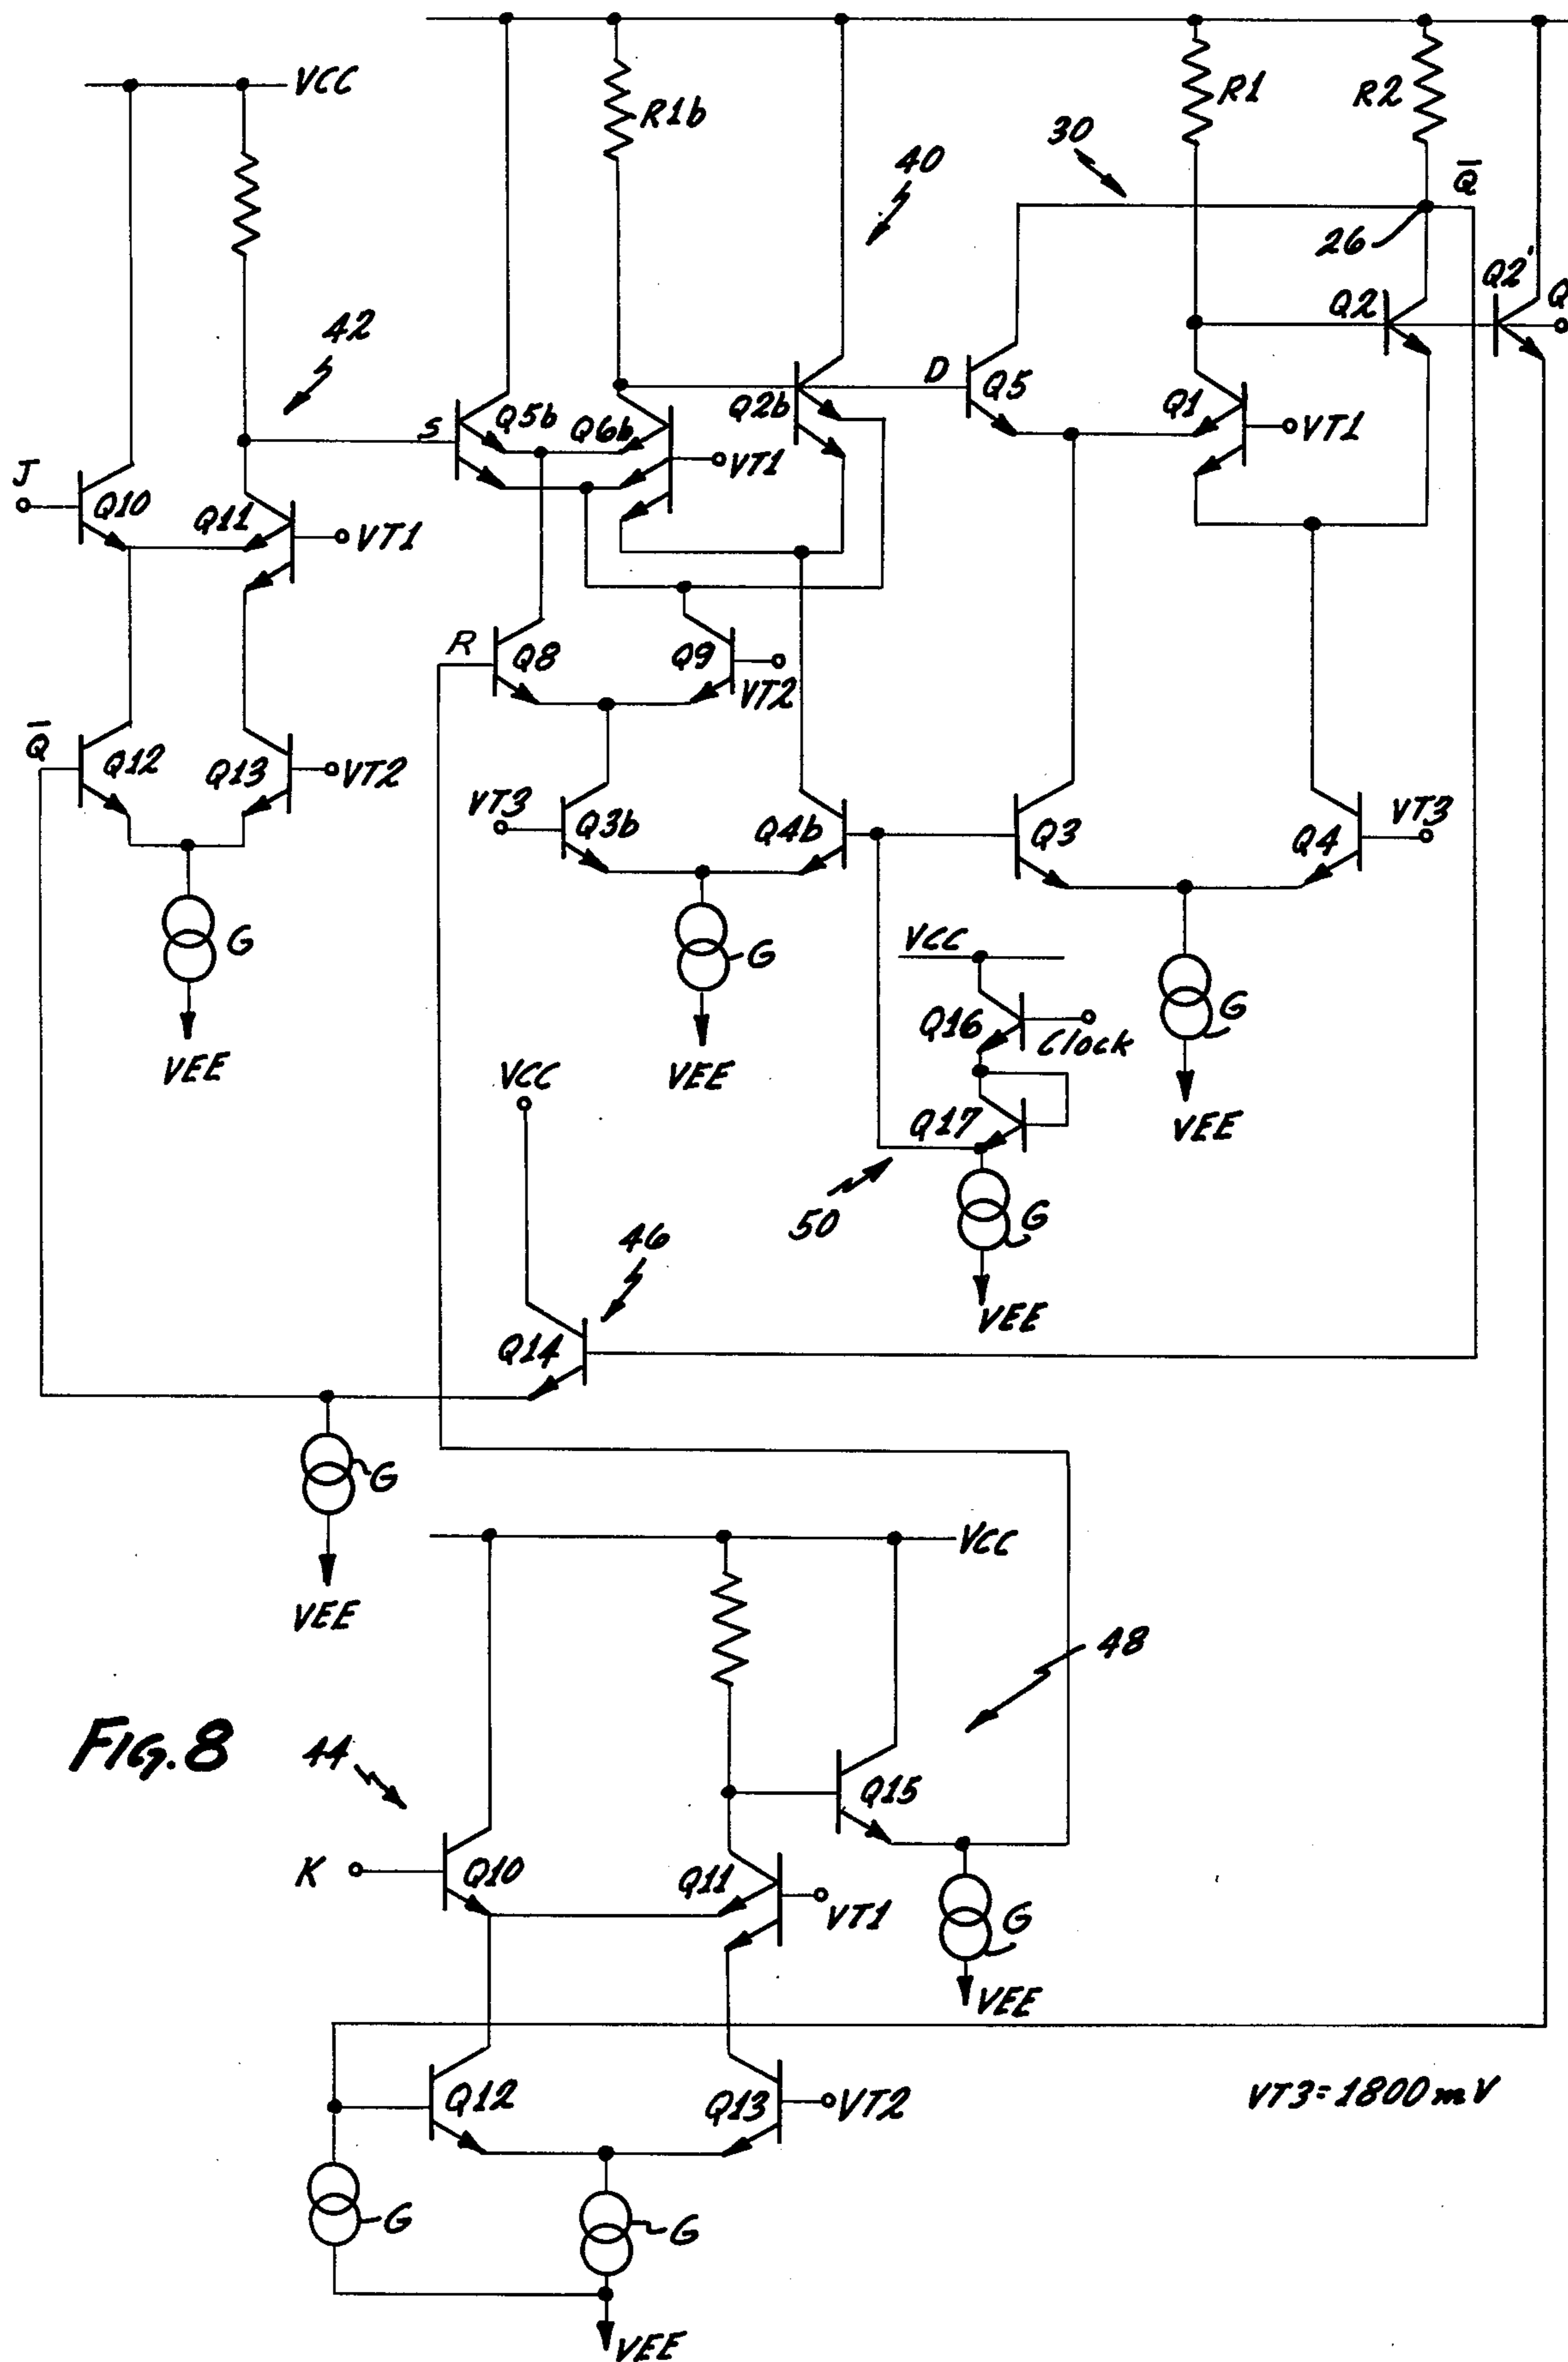 VCC
R1b
R1
R2
30
40
Q̅
26
Q2'
Q
Q2
42
D
Q5
Q1
VT1
Q2b
Q5b
Q6b
S
VT1
J
Q10
Q11
VT1
R
Q8
Q9
VT2
Q̅
Q12
Q13
VT2
VT3
Q3b
Q4b
Q3
Q4
VT3
G
G
VCC
Q16
Clock
G
VEE
VEE
VCC
Q17
VEE
50
G
46
VEE
Q14
G
VEE
VCC
48
FIG. 8
44
Q15
K
Q10
Q11
VT1
G
VEE
Q12
Q13
VT2
VT3=1800mV
G
G
VEE